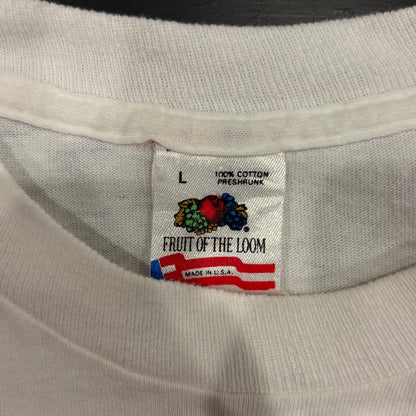 L
100% COTTON
PRESHRUNK
®
FRUIT OF THE LOOM
MADE IN U.S.A.